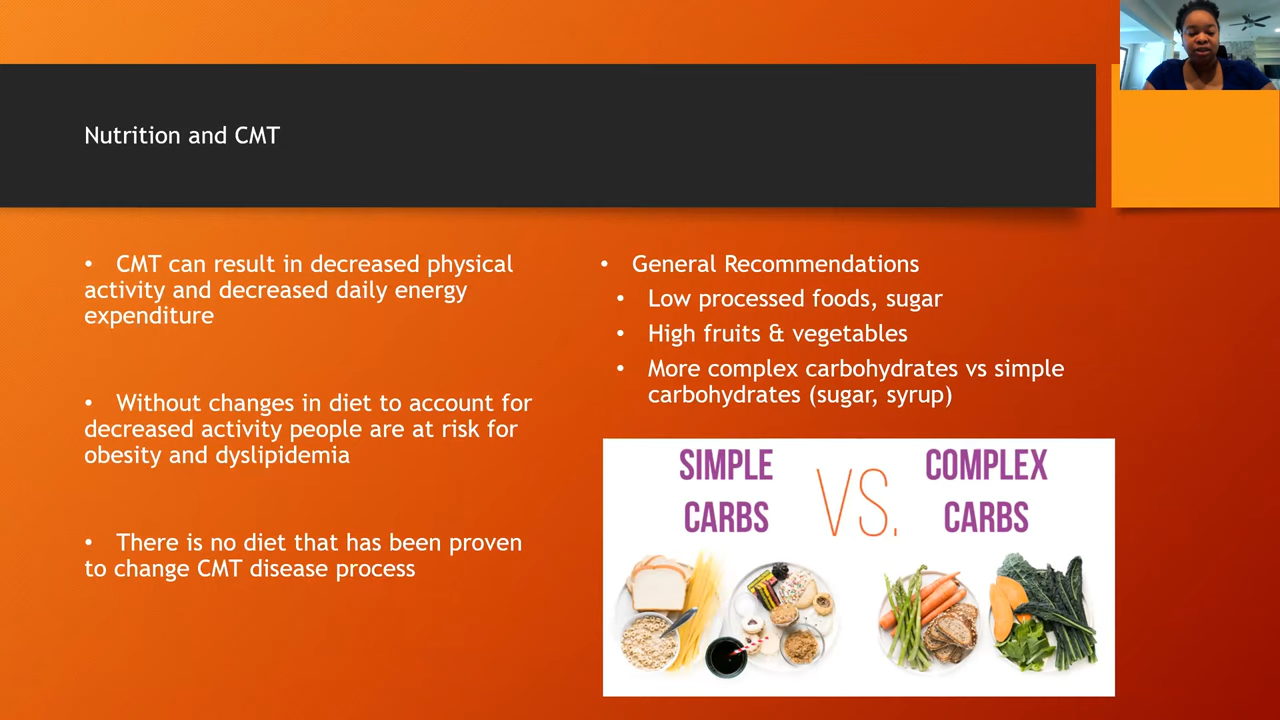 Nutrition and CMT
• CMT can result in decreased physical
activity and decreased daily energy
expenditure
• Without changes in diet to account for
decreased activity people are at risk for
obesity and dyslipidemia
• There is no diet that has been proven
to change CMT disease process
• General Recommendations
• Low processed foods, sugar
• High fruits & vegetables
• More complex carbohydrates vs simple
carbohydrates (sugar, syrup)
SIMPLE
CARBS
VS.
COMPLEX
CARBS